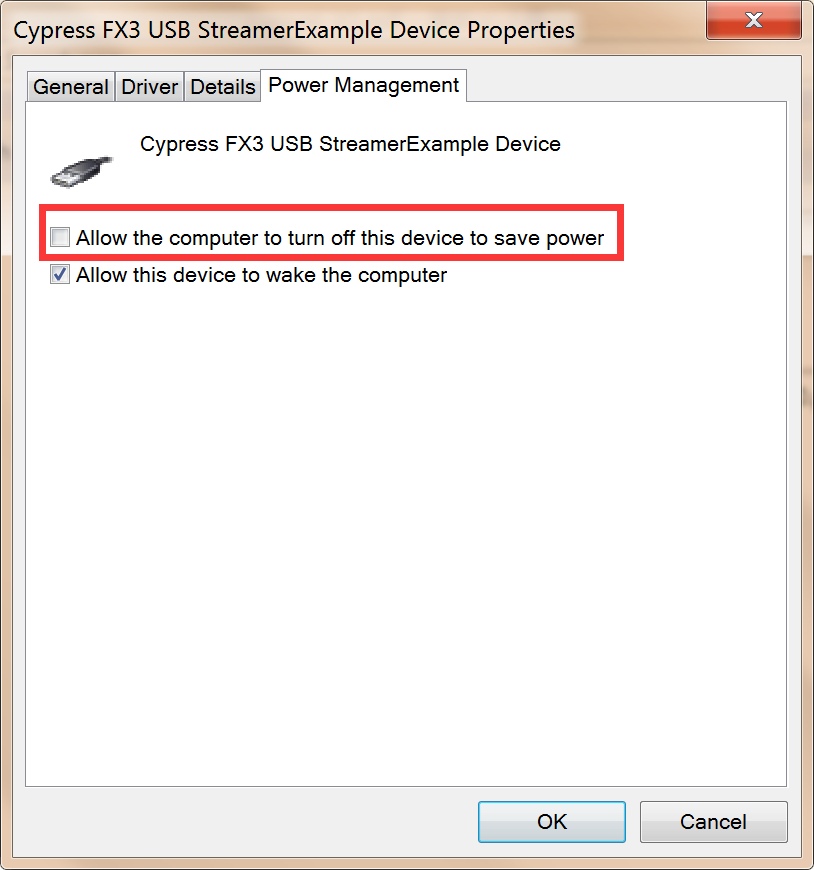 Cypress FX3 USB StreamerExample Device Properties
General Driver Details Power Management
Cypress FX3 USB StreamerExample Device
Allow the computer to turn off this device to save power
Allow this device to wake the computer
OK Cancel